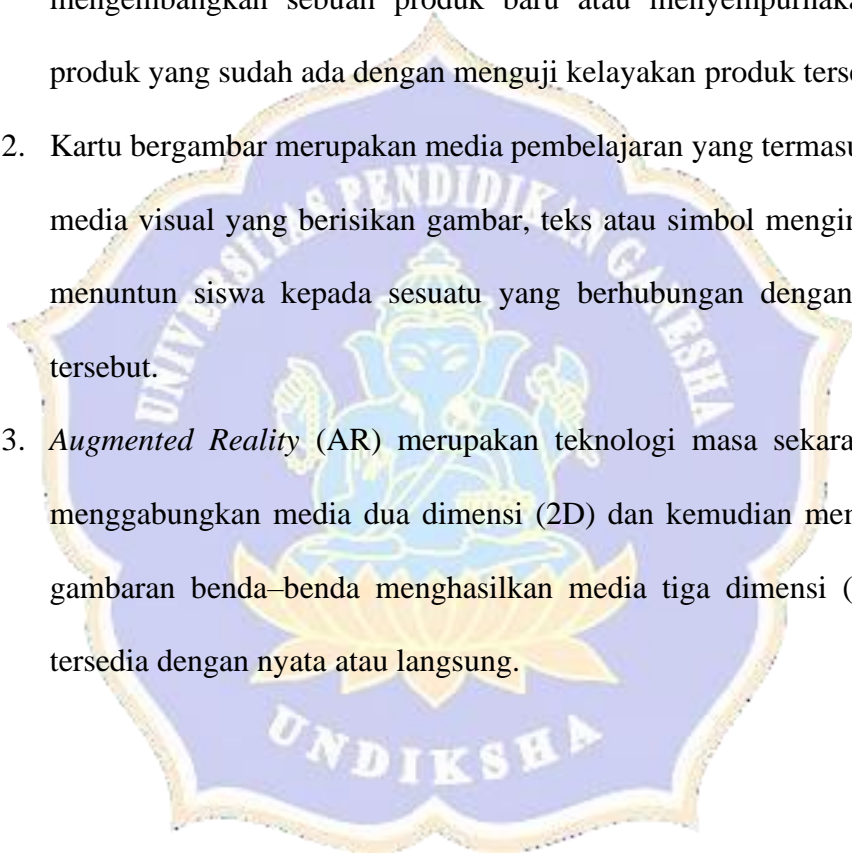 mengembangkan sebuah produk baru atau
produk yang sudah ada dengan menguji kelayakan produk
2. Kartu bergambar merupakan media pembelajaran yang
media visual yang berisikan gambar, teks atau simbol
menuntun siswa kepada sesuatu yang berhubungan dengan
tersebut.
3. Augmented Reality (AR) merupakan teknologi masa
menggabungkan media dua dimensi (2D) dan kemudian
gambaran benda–benda menghasilkan media tiga dimensi
tersedia dengan nyata atau langsung.
UNIVERSITAS PENDIDIKAN GANESHA
UNDIKSHA